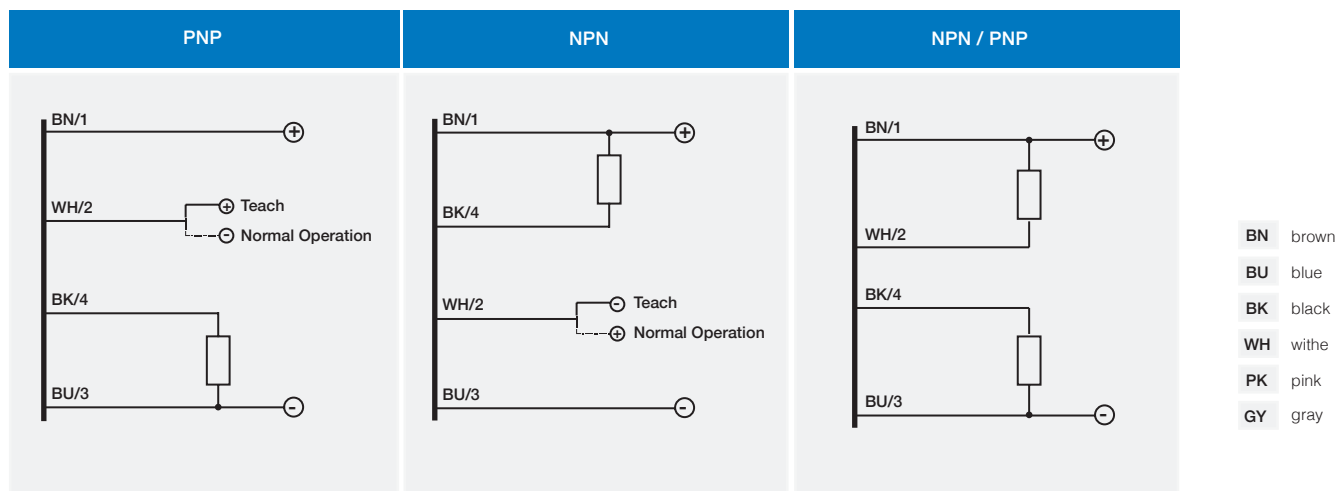 PNP
BN/1
+
WH/2
+ Teach
- Normal Operation
BK/4
BU/3
-
NPN
BN/1
+
BK/4
WH/2
- Teach
+ Normal Operation
BU/3
-
NPN / PNP
BN/1
+
WH/2
BK/4
BU/3
-
BN brown
BU blue
BK black
WH withe
PK pink
GY gray